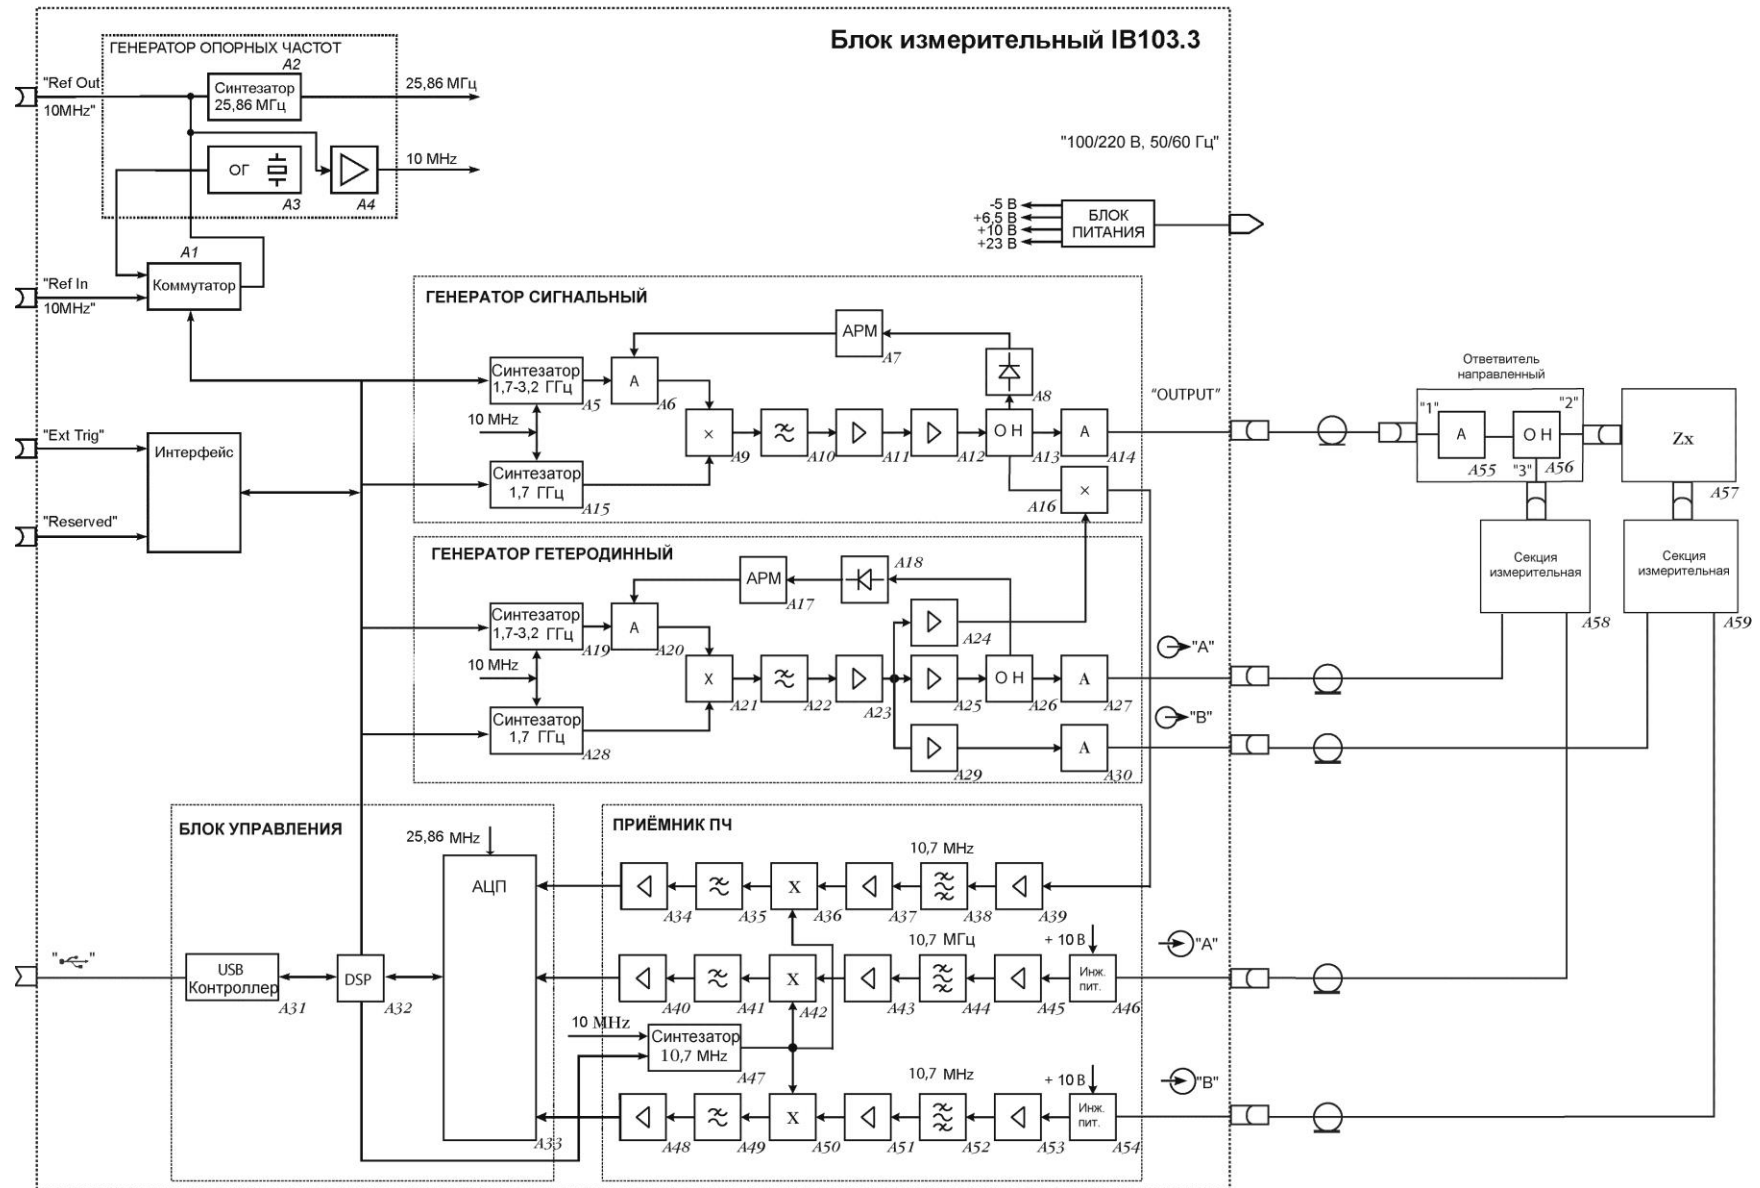 Блок измерительный IB103.3
ГЕНЕРАТОР ОПОРНЫХ ЧАСТОТ
A2
"Ref Out
10MHz"
Синтезатор
25,86 МГц
25,86 МГц
ОГ
A3
A4
10 MHz
"100/220 В, 50/60 Гц"
-5 В
+6,5 В
+10 В
+23 В
БЛОК
ПИТАНИЯ
A1
"Ref In
10MHz"
Коммутатор
ГЕНЕРАТОР СИГНАЛЬНЫЙ
АРМ
A7
Синтезатор
1,7-3,2 ГГц
A5
А
A6
A8
10 MHz
×
A9
A10
A11
A12
О Н
A13
А
A14
"OUTPUT"
Синтезатор
1,7 ГГц
A15
×
A16
"Ext Trig"
Интерфейс
"Reserved"
Ответвитель
направленный
"1"
А
A55
О Н
A56
"2"
"3"
Zx
A57
Секция
измерительная
A58
Секция
измерительная
A59
ГЕНЕРАТОР ГЕТЕРОДИННЫЙ
АРМ
A17
A18
Синтезатор
1,7-3,2 ГГц
A19
А
A20
A24
10 MHz
X
A21
A22
A23
A25
О Н
A26
А
A27
"A"
Синтезатор
1,7 ГГц
A28
A29
А
A30
"B"
БЛОК УПРАВЛЕНИЯ
25,86 MHz
АЦП
A33
USB
Контроллер
A31
DSP
A32
" "
ПРИЁМНИК ПЧ
10,7 MHz
A34
A35
X
A36
A37
A38
A39
10,7 МГц
+ 10 В
"A"
A40
A41
X
A42
A43
A44
A45
Инж.
пит.
A46
10 MHz
Синтезатор
10,7 MHz
A47
10,7 MHz
+ 10 В
"B"
A48
A49
X
A50
A51
A52
A53
Инж.
пит.
A54